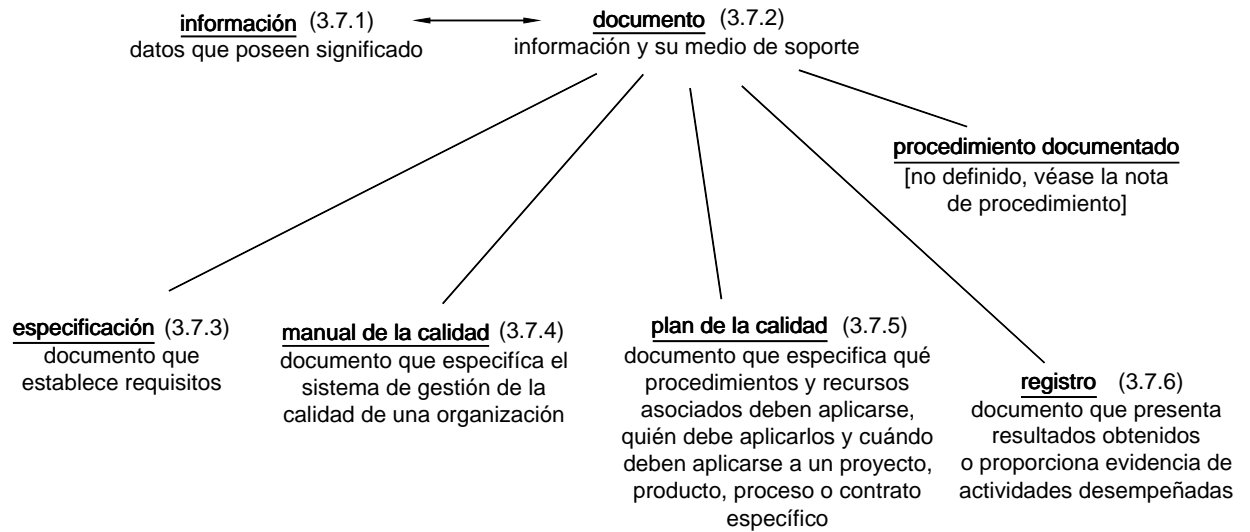 información (3.7.1)
datos que poseen significado
documento (3.7.2)
información y su medio de soporte
procedimiento documentado
[no definido, véase la nota
de procedimiento]
especificación (3.7.3)
documento que
establece requisitos
manual de la calidad (3.7.4)
documento que especifíca el
sistema de gestión de la
calidad de una organización
plan de la calidad (3.7.5)
documento que especifica qué
procedimientos y recursos
asociados deben aplicarse,
quién debe aplicarlos y cuándo
deben aplicarse a un proyecto,
producto, proceso o contrato
específico
registro (3.7.6)
documento que presenta
resultados obtenidos
o proporciona evidencia de
actividades desempeñadas